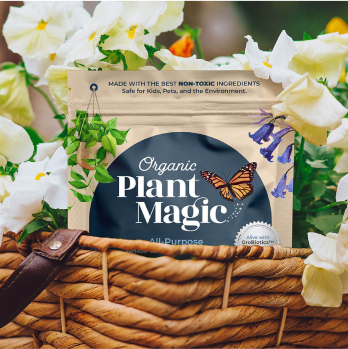 MADE WITH THE BEST NON-TOXIC INGREDIENTS
Safe for Kids, Pets, and the Environment.
Organic
Plant
Magic
All-Purpose
Alive with
GroBiotics™